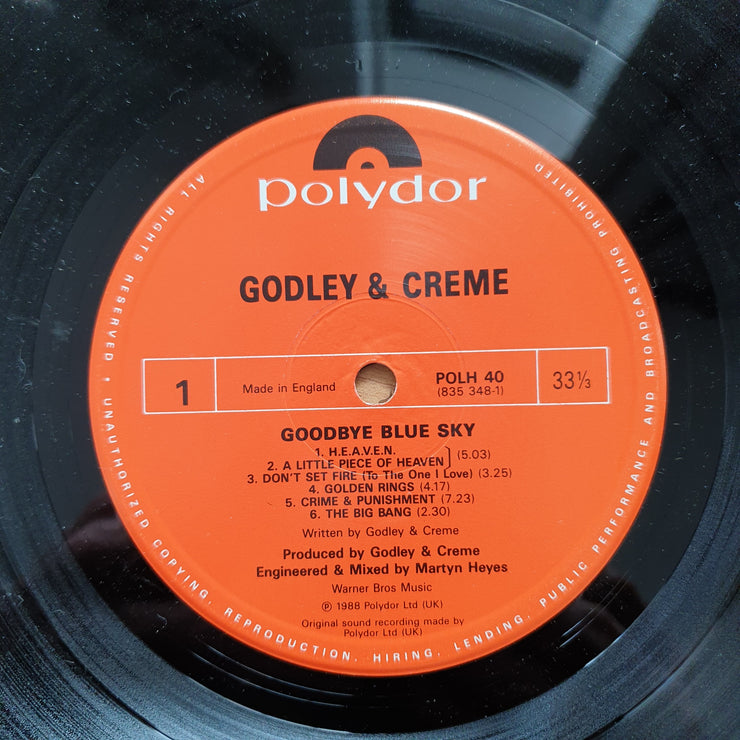 polydor
GODLEY & CREME
1
Made in England
POLH 40
(835 348-1)
33⅓
GOODBYE BLUE SKY
1. H.E.A.V.E.N.
2. A LITTLE PIECE OF HEAVEN } (5.03)
3. DON'T SET FIRE (To The One I Love) (3.25)
4. GOLDEN RINGS (4.17)
5. CRIME & PUNISHMENT (7.23)
6. THE BIG BANG (2.30)
Written by Godley & Creme
Produced by Godley & Creme
Engineered & Mixed by Martyn Heyes
Warner Bros Music
℗ 1988 Polydor Ltd (UK)
Original sound recording made by
Polydor Ltd (UK)
ALL RIGHTS RESERVED. UNAUTHORIZED COPYING, REPRODUCTION, HIRING, LENDING, PUBLIC PERFORMANCE AND BROADCASTING PROHIBITED